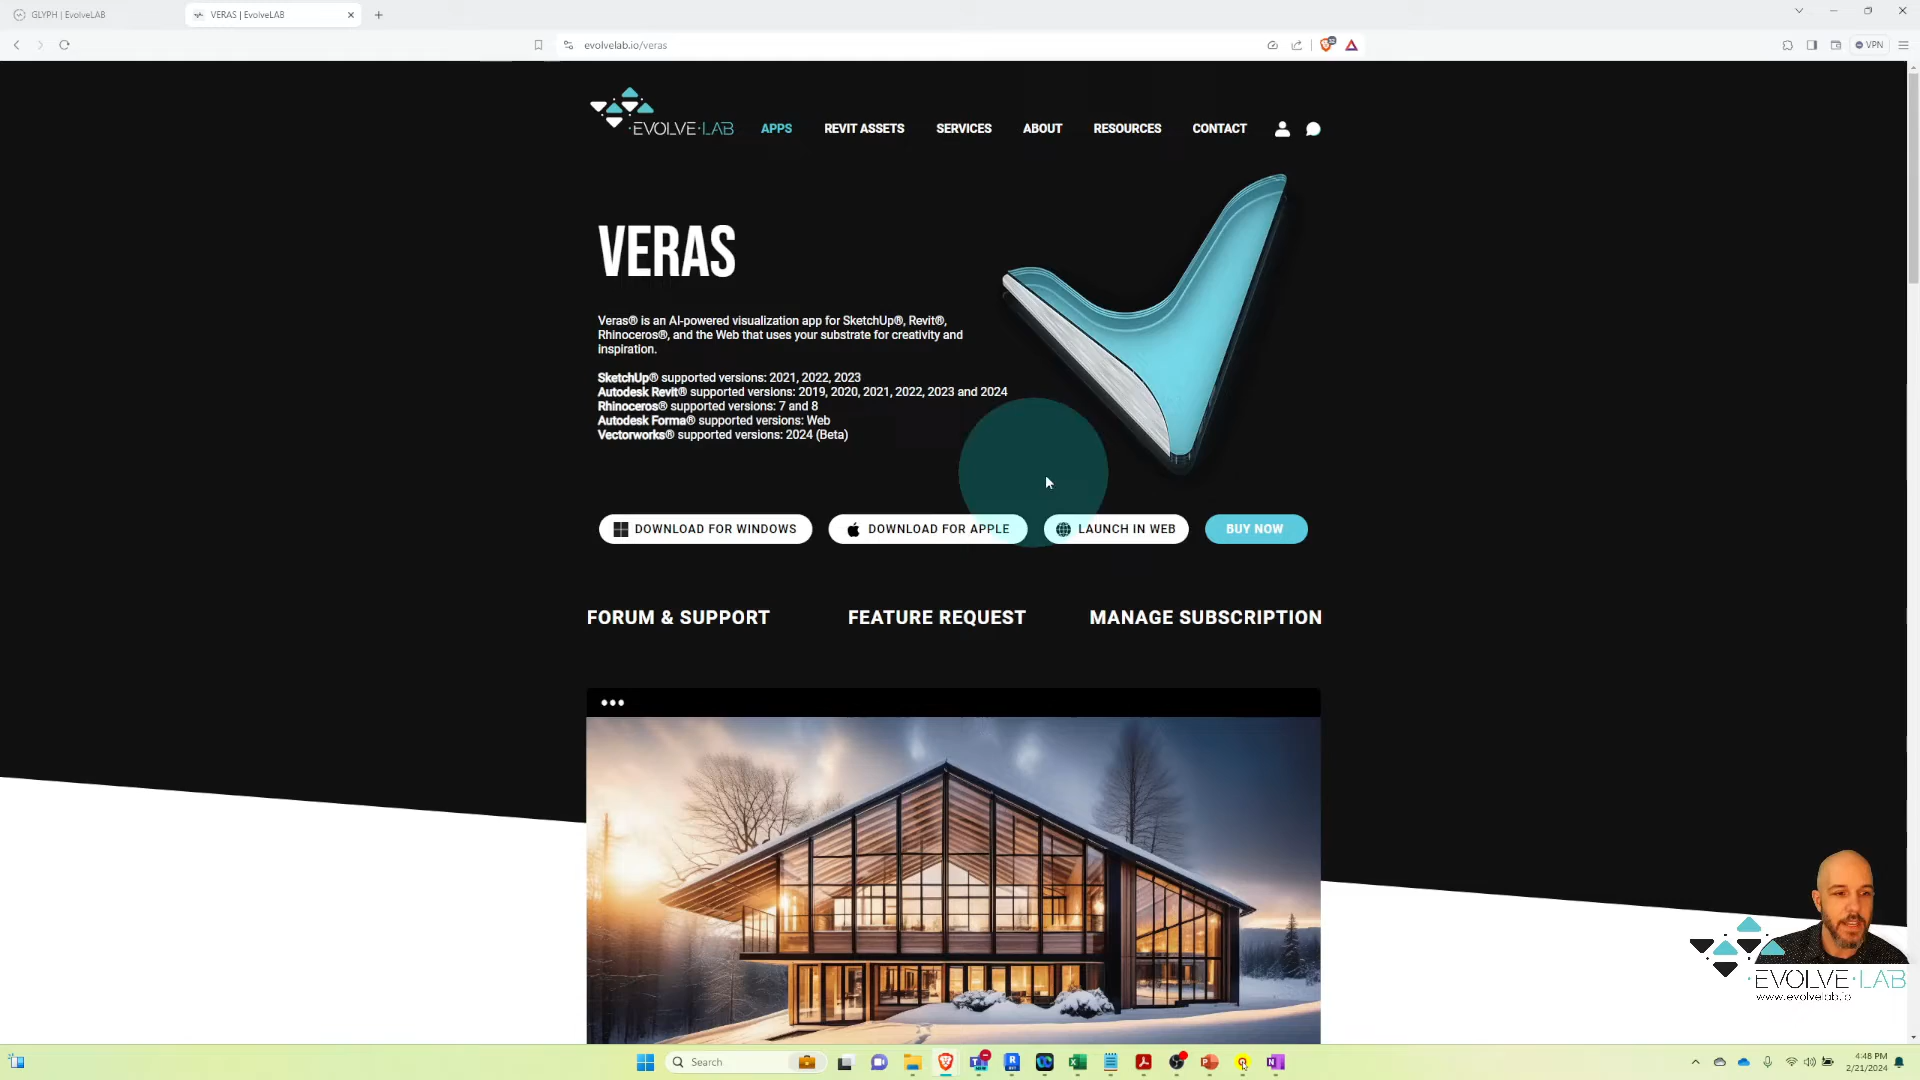 GLYPH | EvolveLAB
VERAS | EvolveLAB
evolvelab.io/veras
VPN
EVOLVE LAB
APPS
REVIT ASSETS
SERVICES
ABOUT
RESOURCES
CONTACT
VERAS
Veras® is an AI-powered visualization app for SketchUp®, Revit®,
Rhinoceros®, and the Web that uses your substrate for creativity and
inspiration.
SketchUp® supported versions: 2021, 2022, 2023
Autodesk Revit® supported versions: 2019, 2020, 2021, 2022, 2023 and 2024
Rhinoceros® supported versions: 7 and 8
Autodesk Forma® supported versions: Web
Vectorworks® supported versions: 2024 (Beta)
DOWNLOAD FOR WINDOWS
DOWNLOAD FOR APPLE
LAUNCH IN WEB
BUY NOW
FORUM & SUPPORT
FEATURE REQUEST
MANAGE SUBSCRIPTION
EVOLVE·LAB
www.evolvelab.io
Search
4:48 PM
2/21/2024